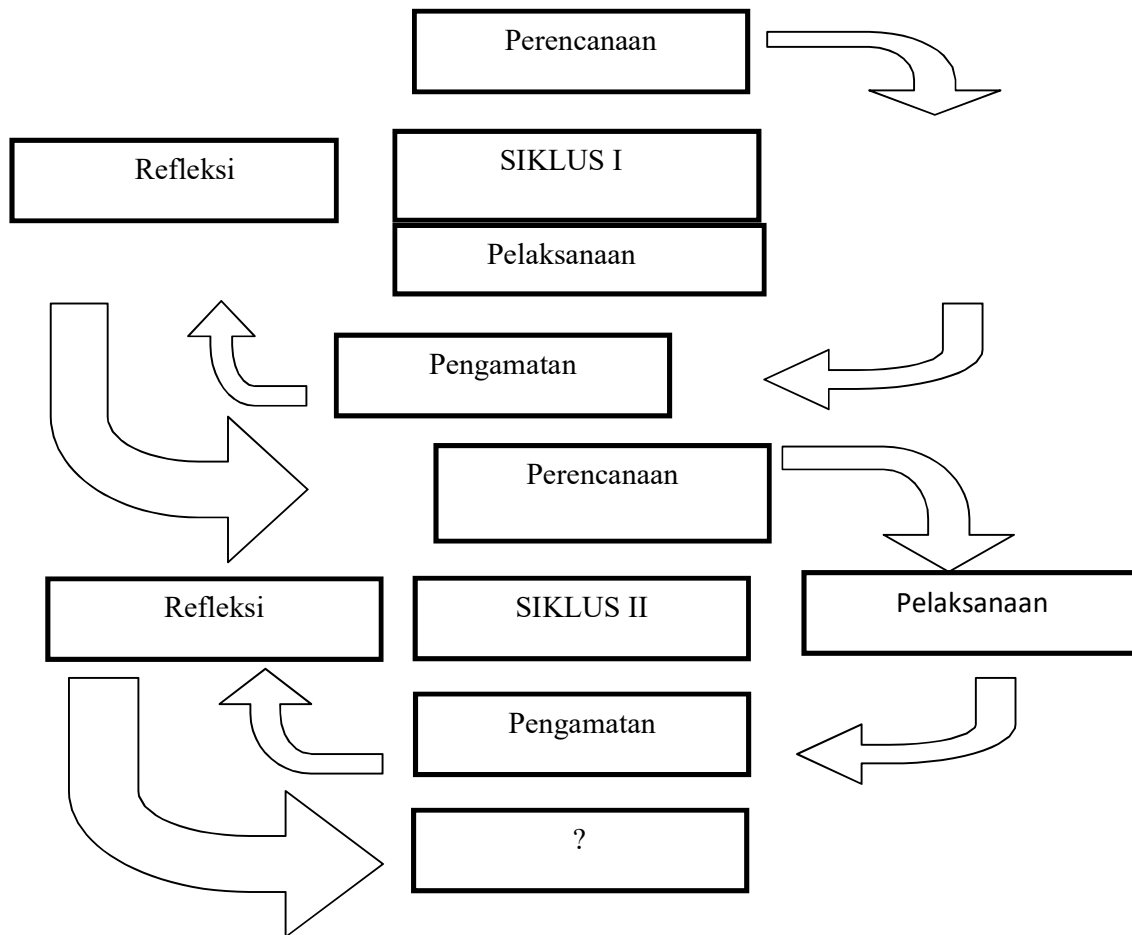 Perencanaan
Refleksi
SIKLUS I
Pelaksanaan
Pengamatan
Perencanaan
Refleksi
SIKLUS II
Pelaksanaan
Pengamatan
?